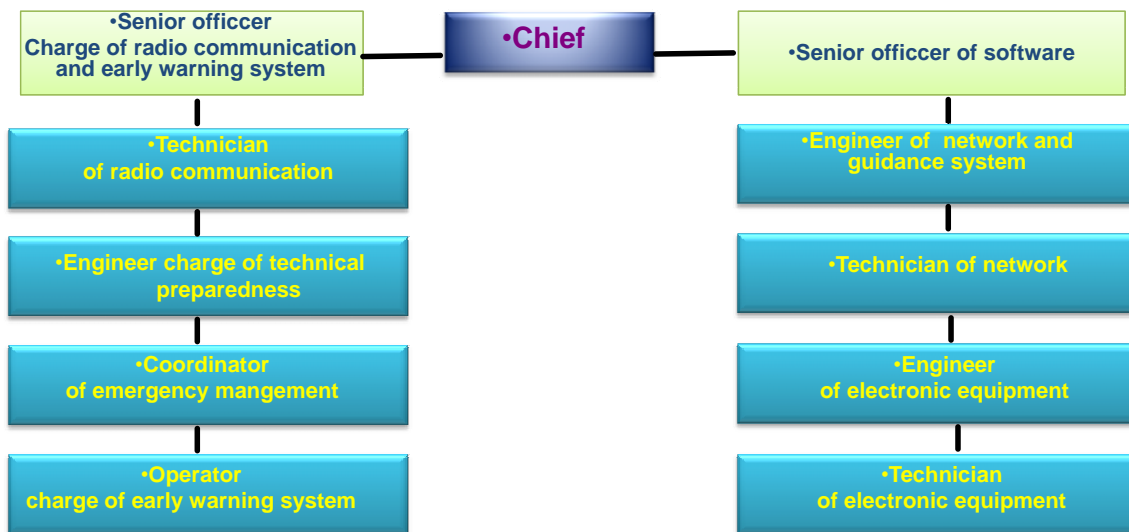 •Senior officcer
Charge of radio communication
and early warning system
•Chief
•Senior officcer of software
•Technician
of radio communication
•Engineer charge of technical
preparedness
•Coordinator
of emergency mangement
•Operator
charge of early warning system
•Engineer of network and
guidance system
•Technician of network
•Engineer
of electronic equipment
•Technician
of electronic equipment